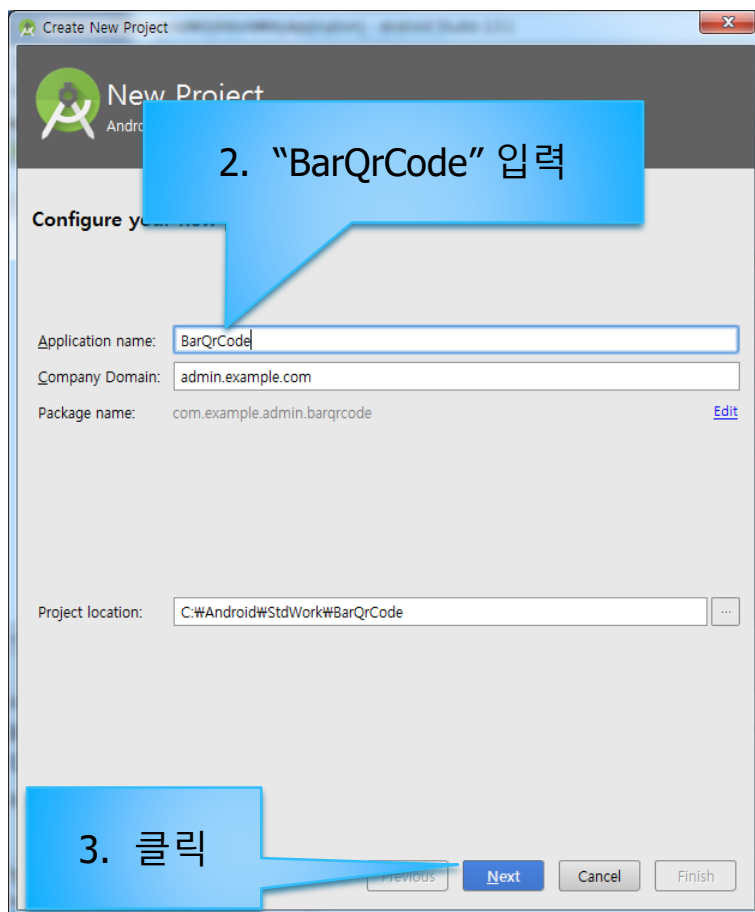 Create New Project
New Project
Andro
2. “BarQrCode” 입력
Configure your new
Application name: BarQrCode
Company Domain: admin.example.com
Package name: com.example.admin.barqrcode Edit
Project location: C:₩Android₩StdWork₩BarQrCode ...
3. 클릭
Previous Next Cancel Finish